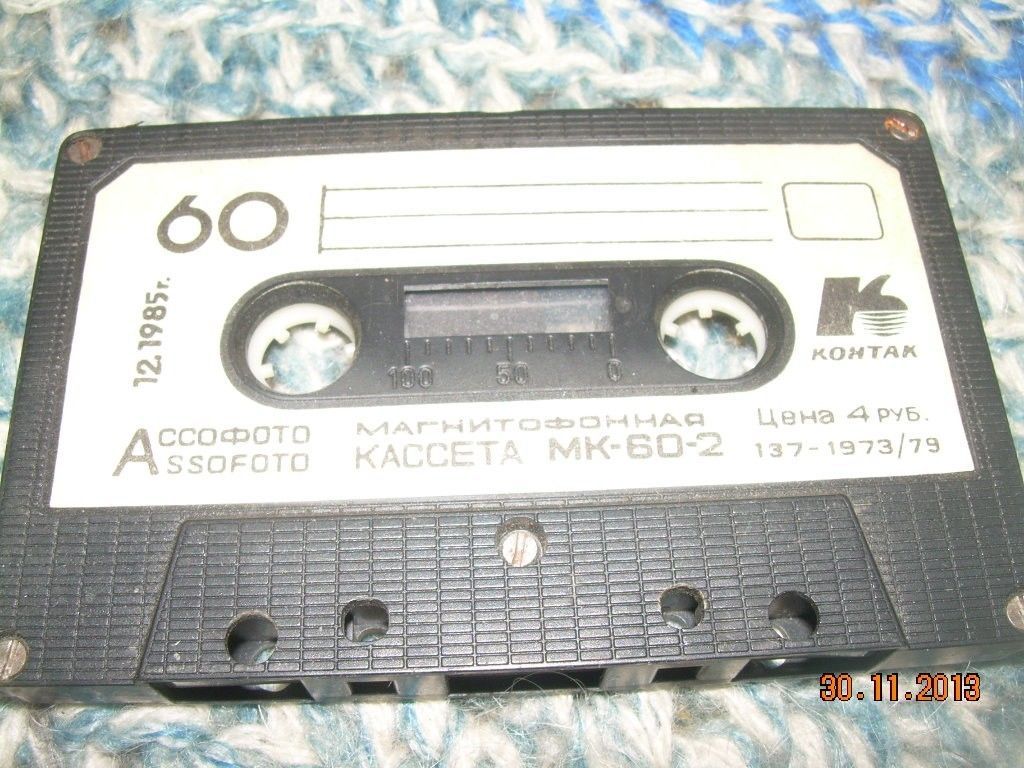 60
12.1985г.
100 50 0
К
КОНТАК
АССОФОТО
ASSOFOTO
МАГНИТОФОННАЯ
КАССЕТА МК-60-2
Цена 4 РУБ.
137-1973/79
30.11.2013